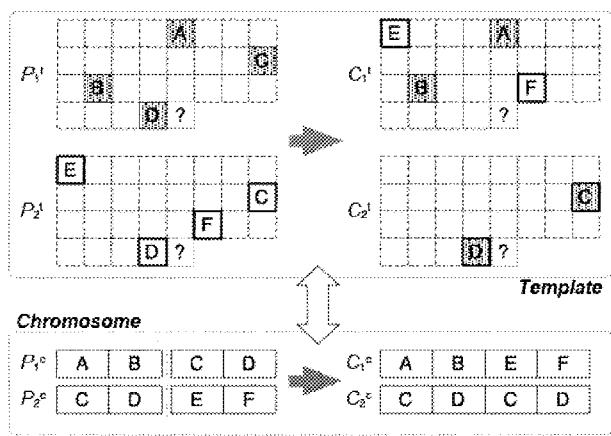 E A
A C
P₁ᵗ C₁ᵗ
B B F
D ? ?
E
C C
P₂ᵗ C₂ᵗ
F
D ? D
Template
Chromosome
P₁ᶜ A B C D C₁ᶜ A B E F
P₂ᶜ C D E F C₂ᶜ C D C D